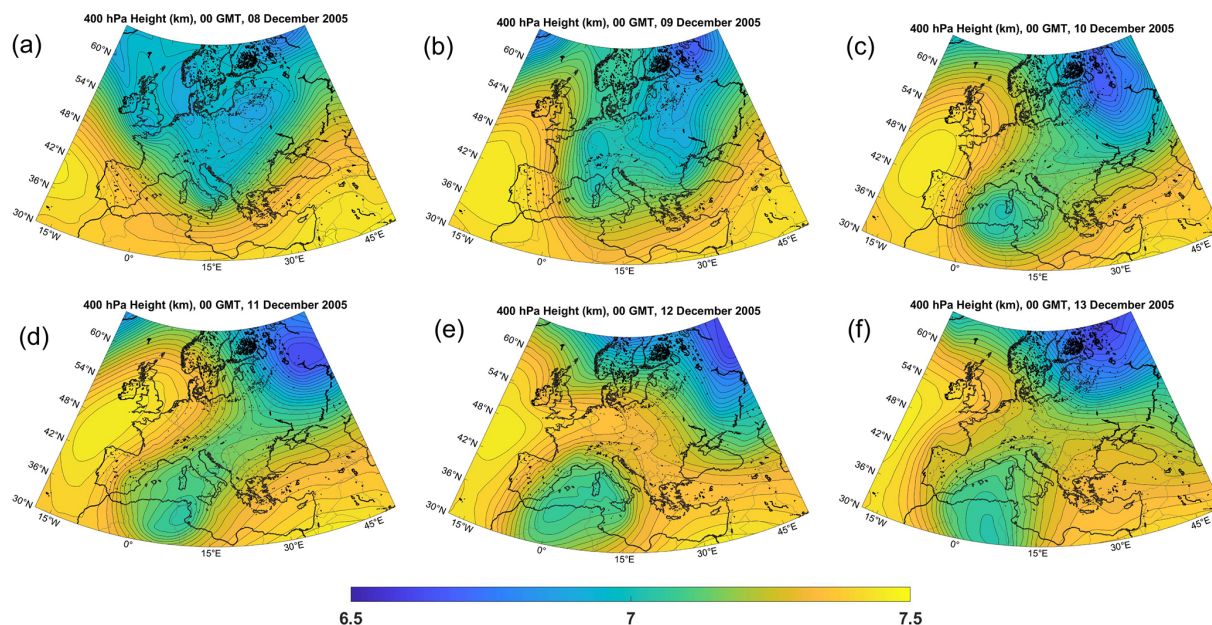 (a)
400 hPa Height (km), 00 GMT, 08 December 2005
60°N
54°N
48°N
42°N
36°N
30°N
15°W
0°
15°E
30°E
45°E
(b)
400 hPa Height (km), 00 GMT, 09 December 2005
60°N
54°N
48°N
42°N
36°N
30°N
15°W
0°
15°E
30°E
45°E
(c)
400 hPa Height (km), 00 GMT, 10 December 2005
60°N
54°N
48°N
42°N
36°N
30°N
15°W
0°
15°E
30°E
45°E
(d)
400 hPa Height (km), 00 GMT, 11 December 2005
60°N
54°N
48°N
42°N
36°N
30°N
15°W
0°
15°E
30°E
45°E
(e)
400 hPa Height (km), 00 GMT, 12 December 2005
60°N
54°N
48°N
42°N
36°N
30°N
15°W
0°
15°E
30°E
45°E
(f)
400 hPa Height (km), 00 GMT, 13 December 2005
60°N
54°N
48°N
42°N
36°N
30°N
15°W
0°
15°E
30°E
45°E
6.5 7 7.5